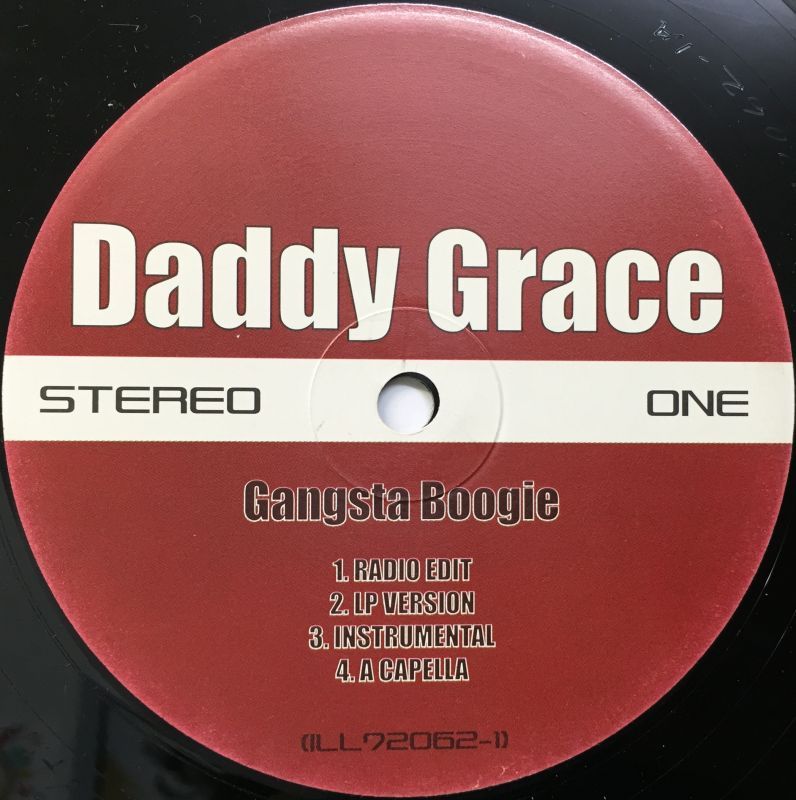 Daddy Grace
STEREO
ONE
Gangsta Boogie
1. RADIO EDIT
2. LP VERSION
3. INSTRUMENTAL
4. A CAPELLA
(ILL72062-1)